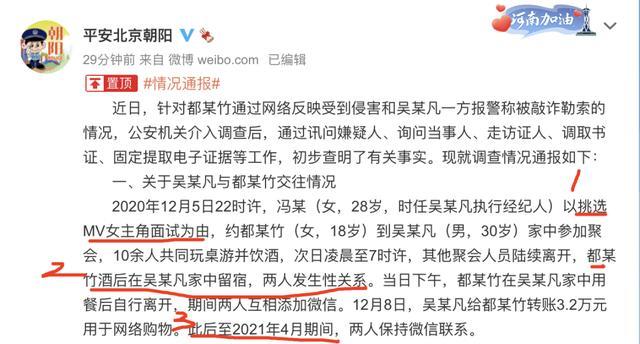 平安北京朝阳
河南加油
朝阳
29分钟前 来自 微博 weibo.com 已编辑
置顶 #情况通报#
近日，针对都某竹通过网络反映受到侵害和吴某凡一方报警称被敲诈勒索的
情况，公安机关介入调查后，通过讯问嫌疑人、询问当事人、走访证人、调取书
证、固定提取电子证据等工作，初步查明了有关事实。现就调查情况通报如下：
一、关于吴某凡与都某竹交往情况
1
2020年12月5日22时许，冯某（女，28岁，时任吴某凡执行经纪人）以挑选
MV女主角面试为由，约都某竹（女，18岁）到吴某凡（男，30岁）家中参加聚
会，10余人共同玩桌游并饮酒，次日凌晨至7时许，其他聚会人员陆续离开，都某
2
竹酒后在吴某凡家中留宿，两人发生性关系。当日下午，都某竹在吴某凡家中用
餐后自行离开，期间两人互相添加微信。12月8日，吴某凡给都某竹转账3.2万元
3
用于网络购物。此后至2021年4月期间，两人保持微信联系。